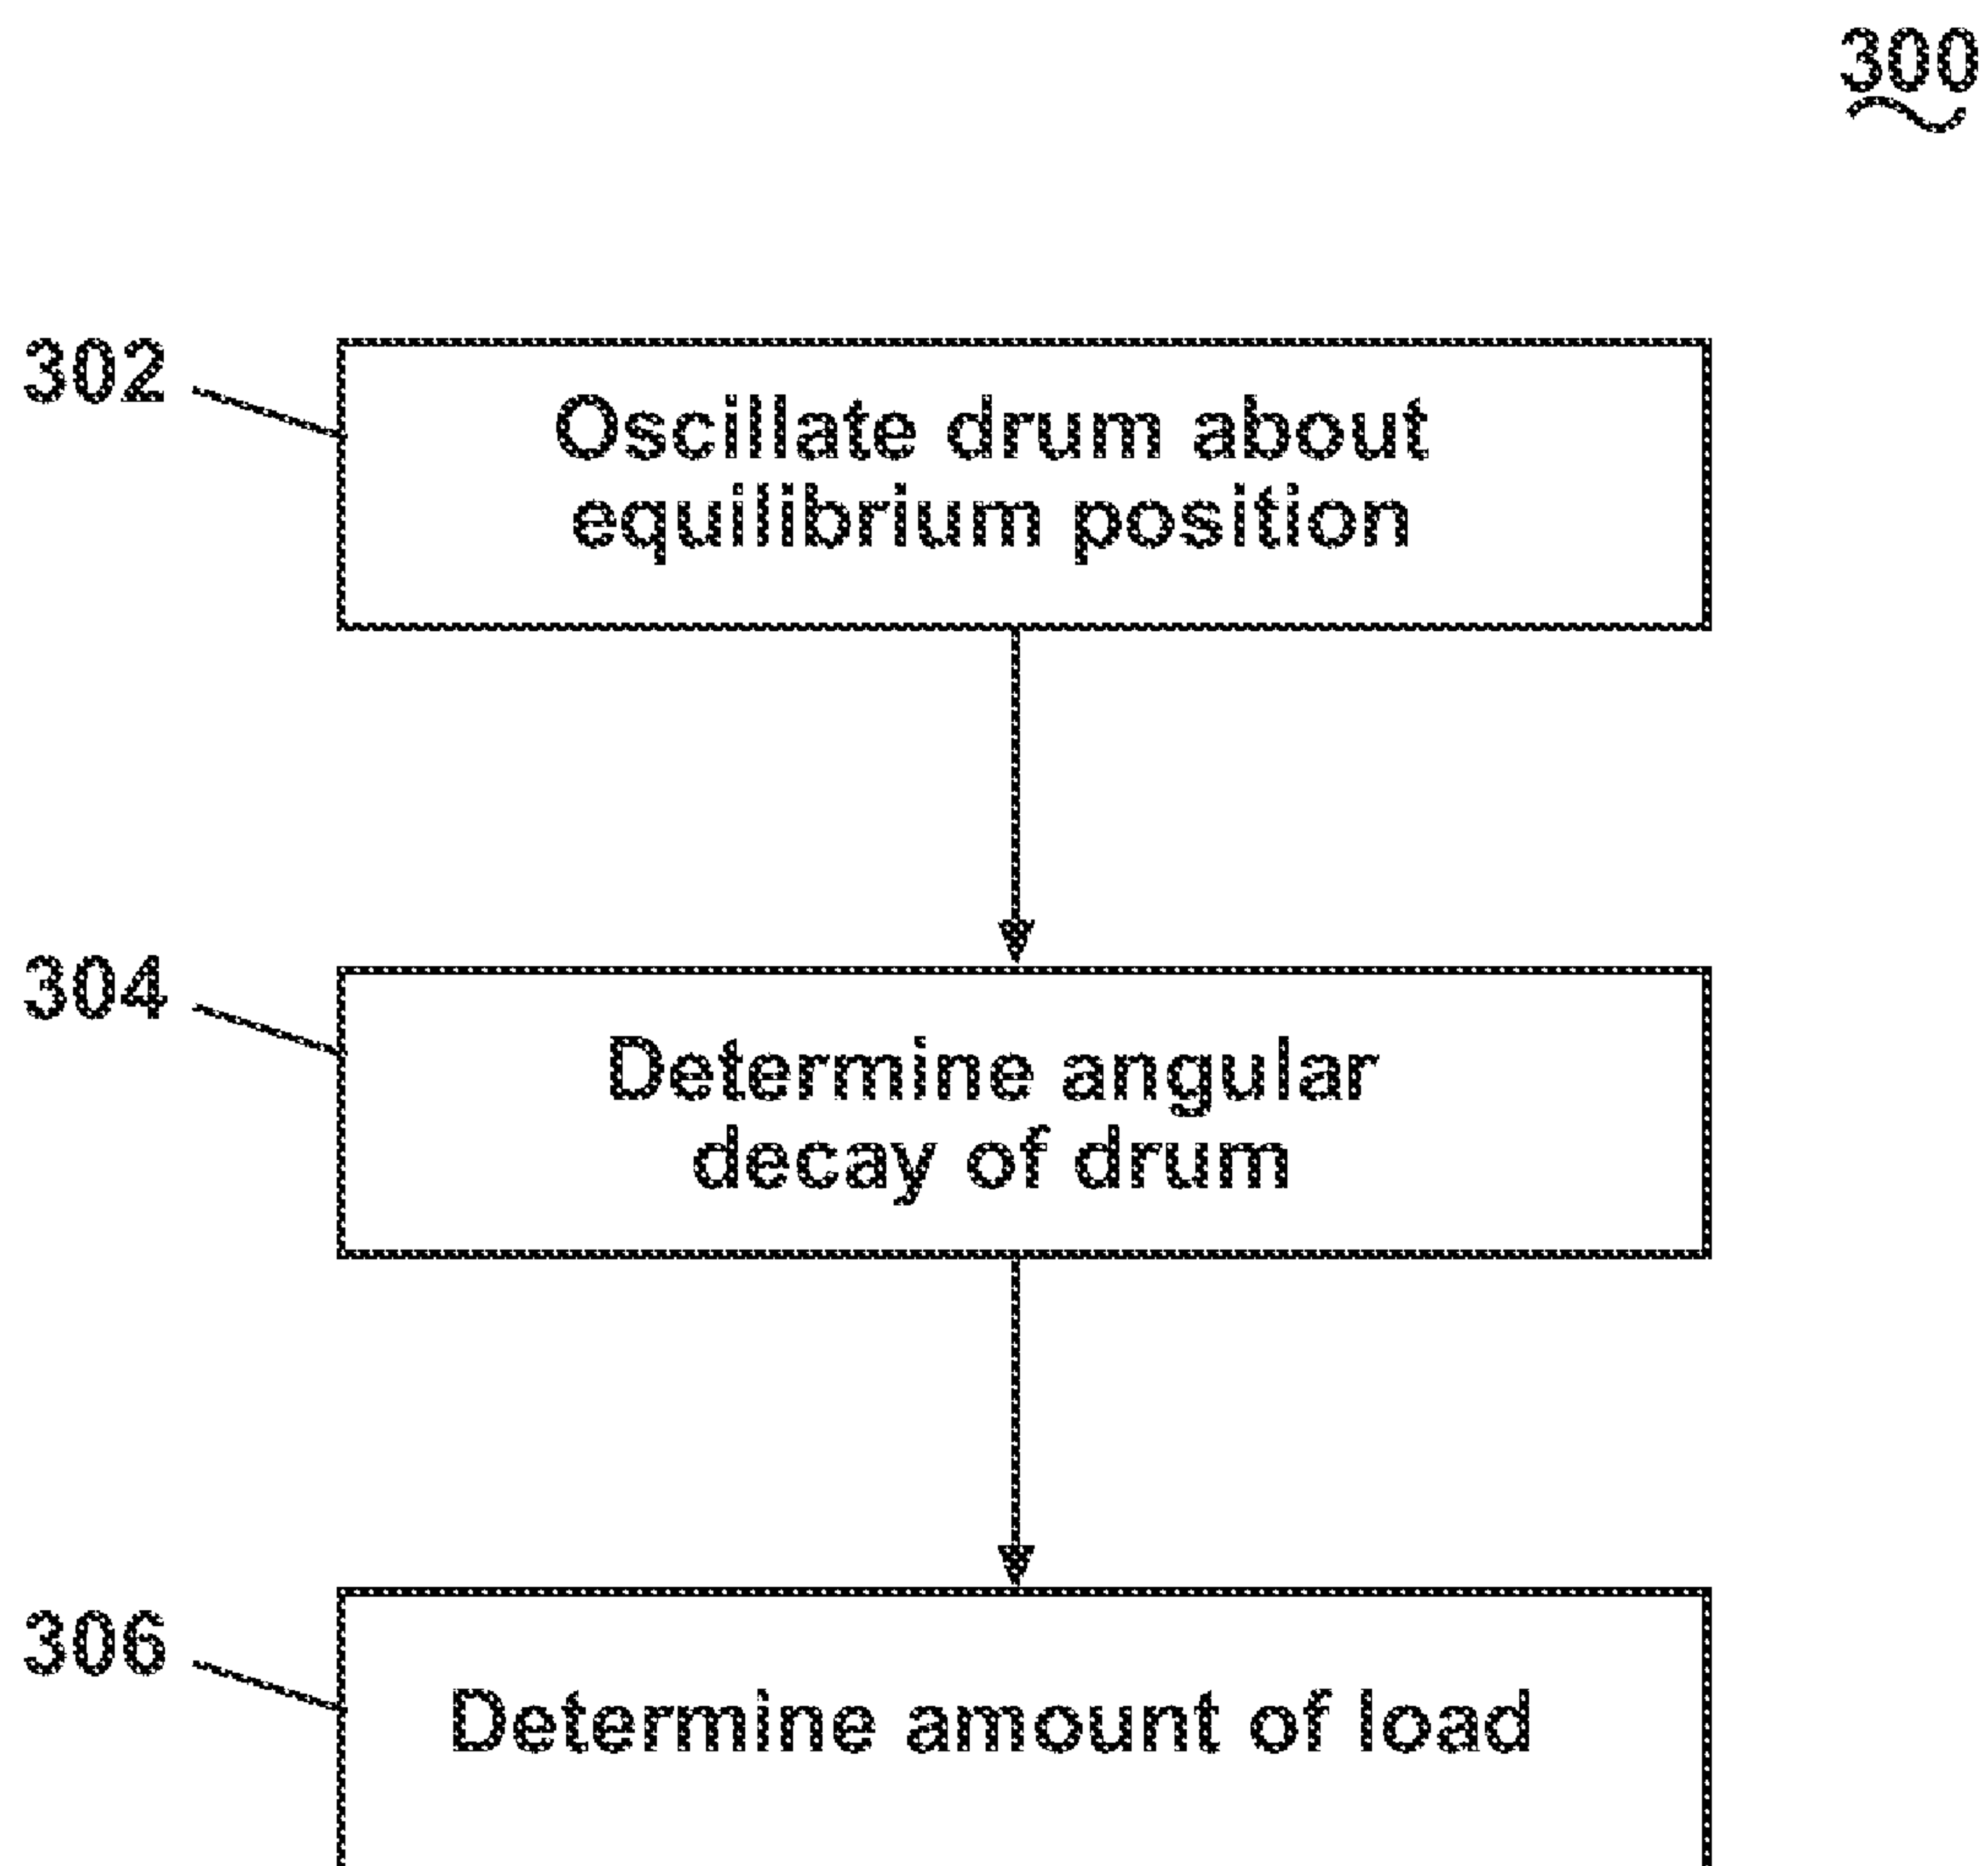 300
302
Oscillate drum about
equilibrium position
304
Determine angular
decay of drum
306
Determine amount of load